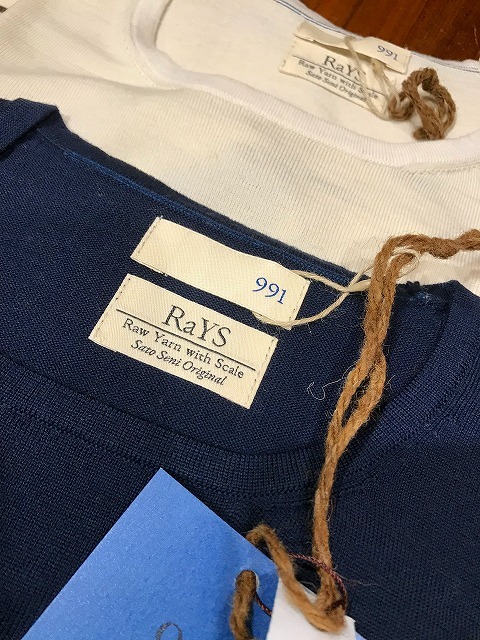 991
RaYS
Raw Yarn with Scale
Sato Seni Original
991
RaYS
Raw Yarn with Scale
Sato Seni Original